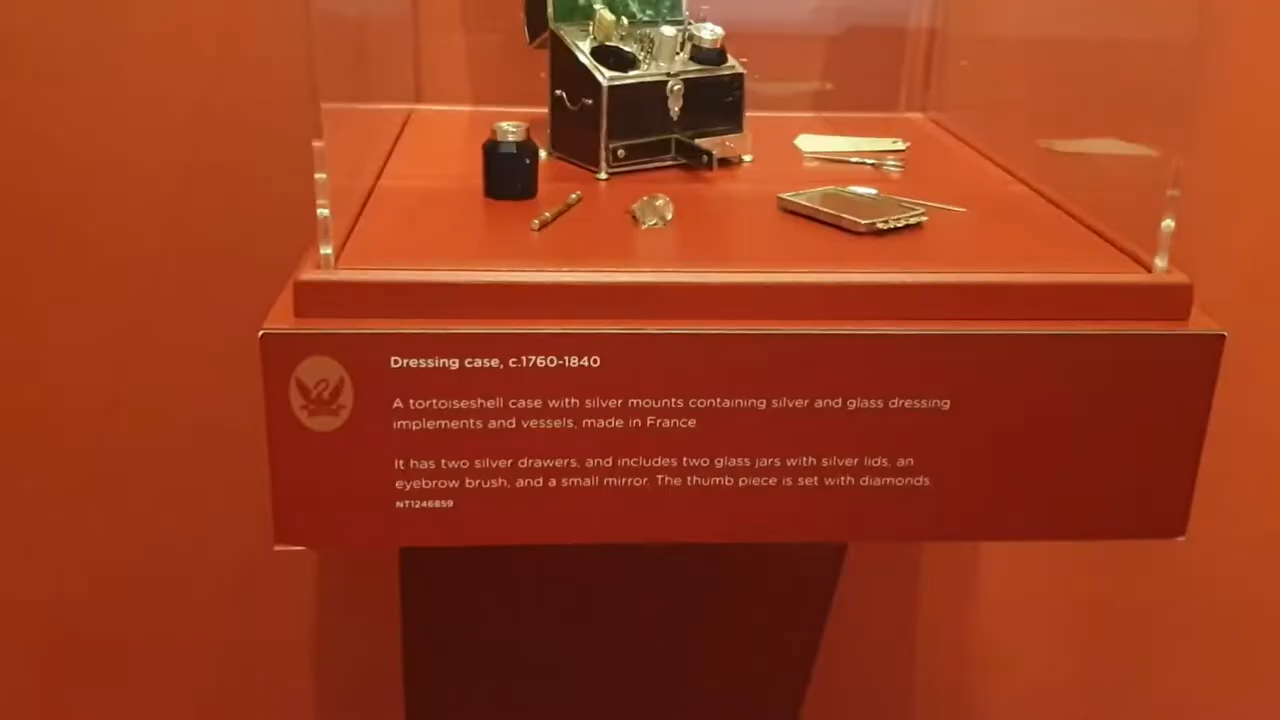 Dressing case, c.1760-1840
A tortoiseshell case with silver mounts containing silver and glass dressing
implements and vessels, made in France
It has two silver drawers, and includes two glass jars with silver lids, an
eyebrow brush, and a small mirror. The thumb piece is set with diamonds
NT1246859